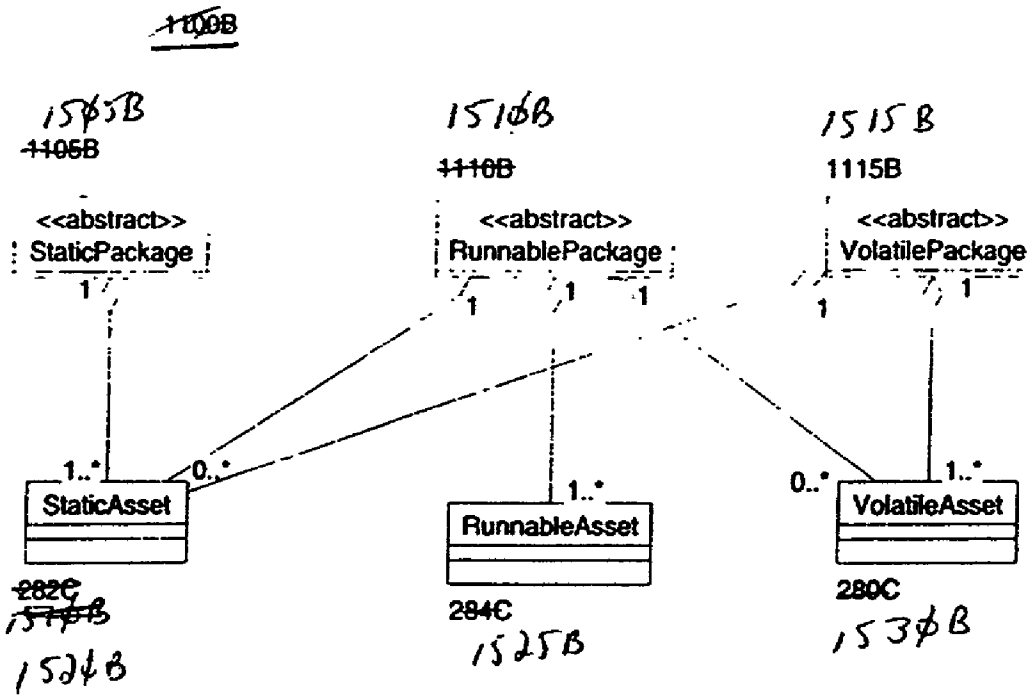 1100B
1505B 1510B 1515B
1105B 1110B 1115B
<<abstract>> <<abstract>> <<abstract>>
StaticPackage RunnablePackage VolatilePackage
1 1 1 1 1 1
1..* 0..* 1..* 0..* 1..*
StaticAsset RunnableAsset VolatileAsset
282C 284C 280C
1520B 1525B 1530B